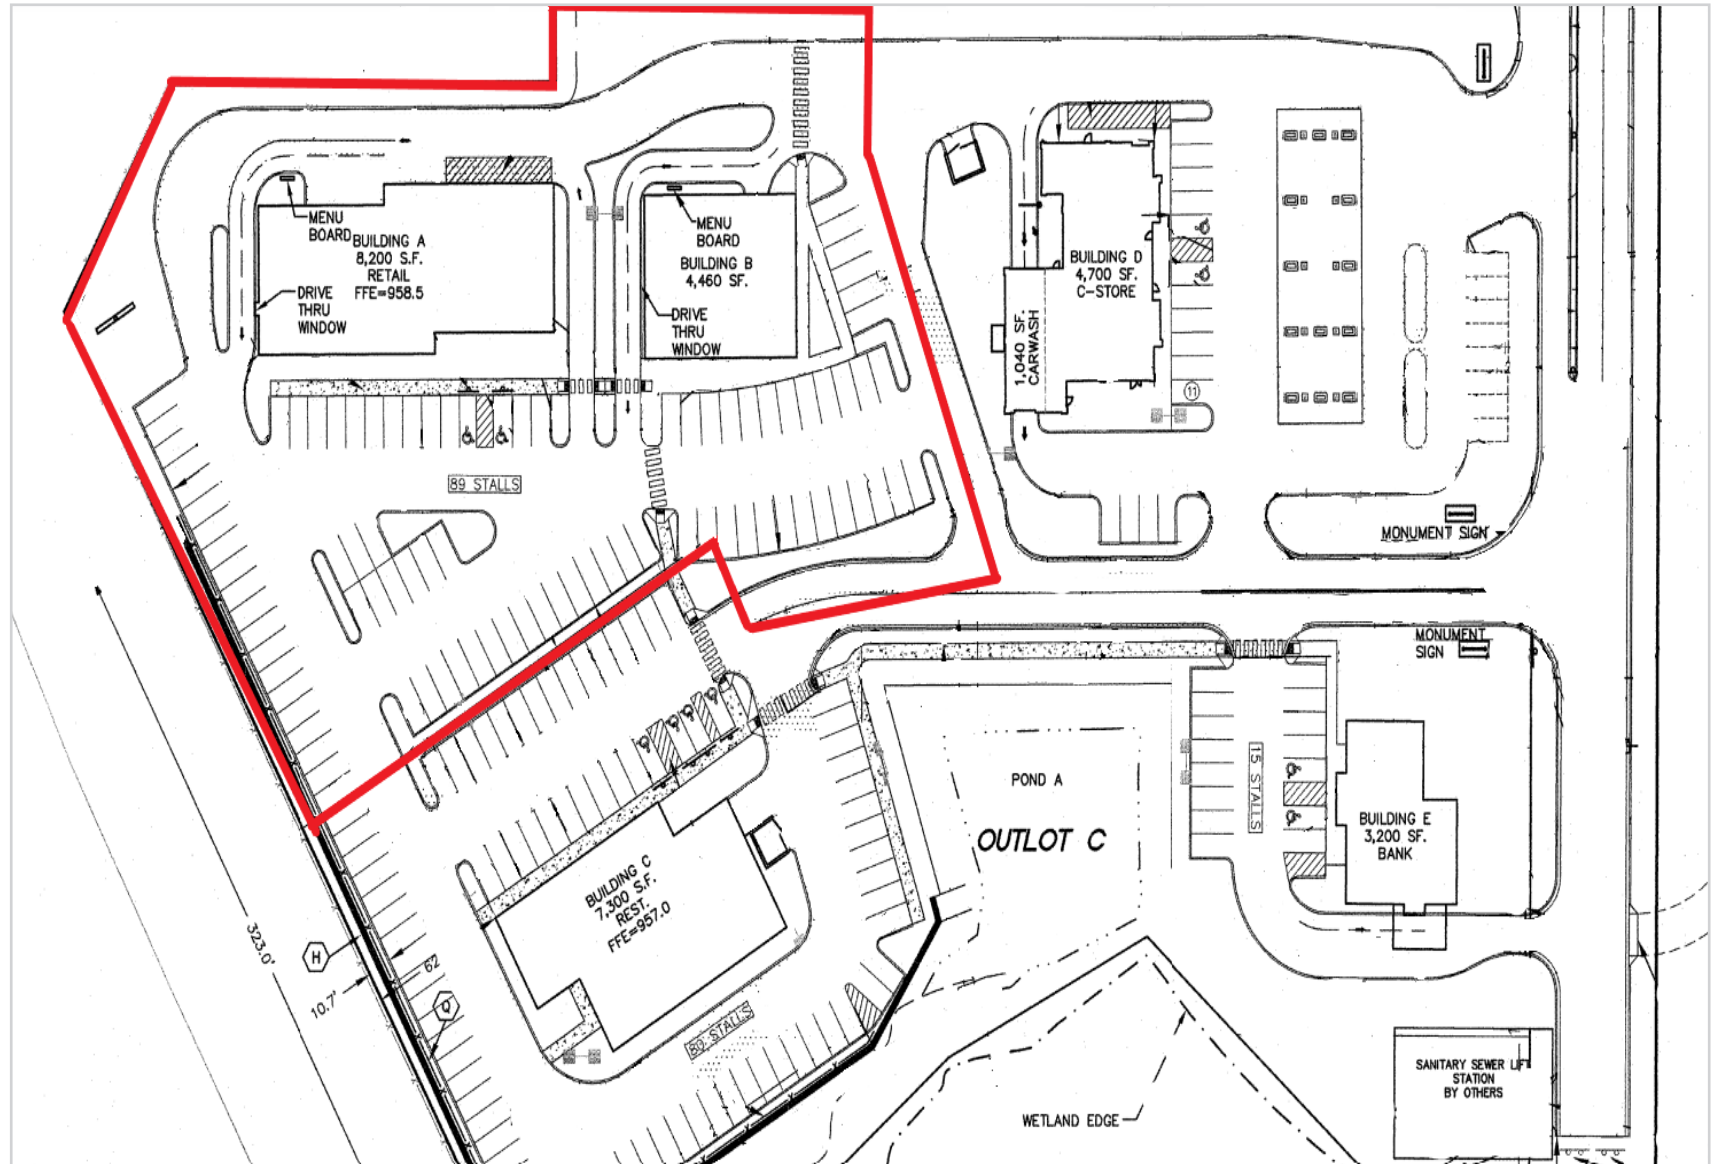 MENU
BOARD
BUILDING A
8,200 S.F.
RETAIL
FFE=958.5
DRIVE
THRU
WINDOW
MENU
BOARD
BUILDING B
4,460 SF.
DRIVE
THRU
WINDOW
BUILDING D
4,700 SF.
C-STORE
1,040 SF.
CARWASH
11
89 STALLS
MONUMENT SIGN
MONUMENT
SIGN
POND A
OUTLOT C
15 STALLS
BUILDING E
3,200 SF.
BANK
BUILDING C
7,300 S.F.
REST.
FFE=957.0
323.0'
H
10.7'
62
80 STALLS
WETLAND EDGE
SANITARY SEWER LIFT
STATION
BY OTHERS